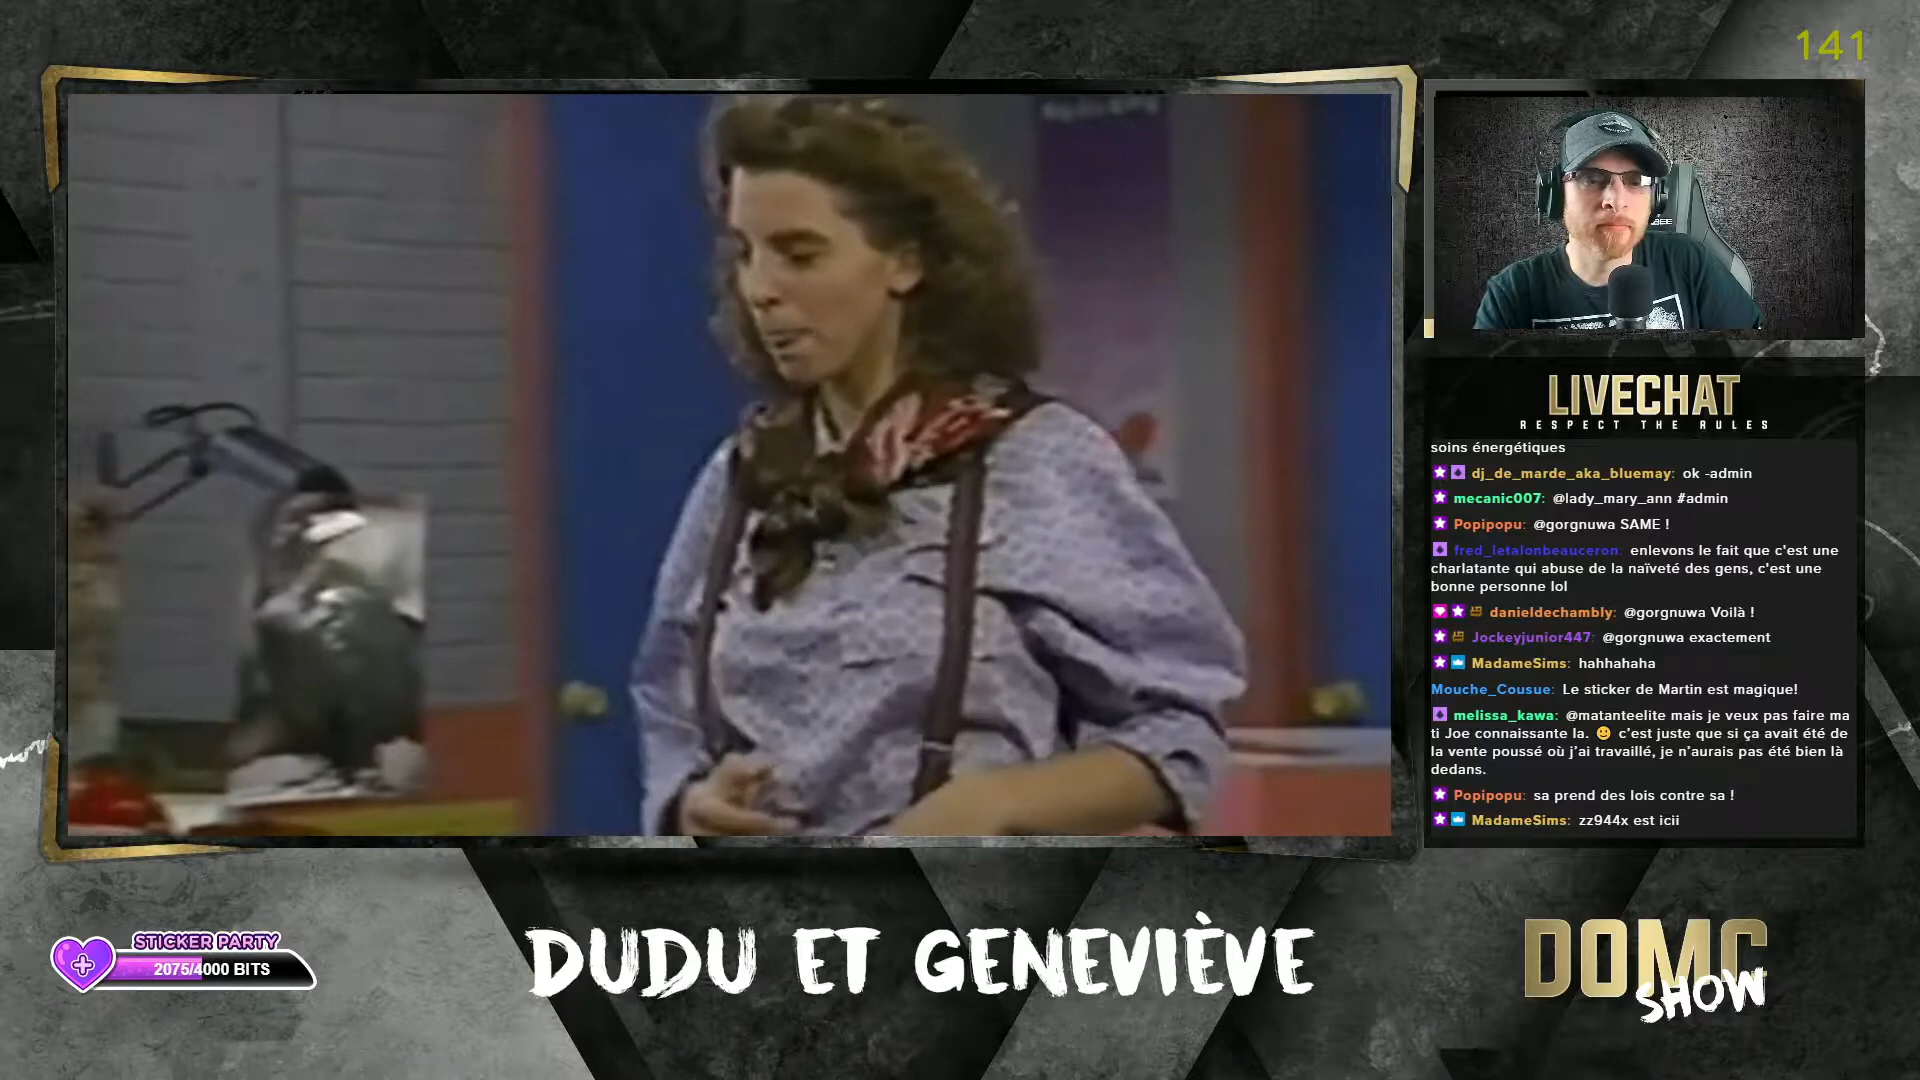 141
LIVECHAT
RESPECT THE RULES
soins énergétiques
dj_de_marde_aka_bluemay: ok -admin
mecanic007: @lady_mary_ann #admin
Popipopu: @gorgnuwa SAME !
fred_letalonbeauceron: enlevons le fait que c'est une
charlatante qui abuse de la naïveté des gens, c'est une
bonne personne lol
danieldechambly: @gorgnuwa Voilà !
Jockeyjunior447: @gorgnuwa exactement
MadameSims: hahhahaha
Mouche_Cousue: Le sticker de Martin est magique!
melissa_kawa: @matanteelite mais je veux pas faire ma
ti Joe connaissante la. 🙂 c'est juste que si ça avait été de
la vente poussé où j'ai travaillé, je n'aurais pas été bien là
dedans.
Popipopu: sa prend des lois contre sa !
MadameSims: zz944x est icii
STICKER PARTY
2075/4000 BITS
DUDU ET GENEVIÈVE
DOMC
SHOW